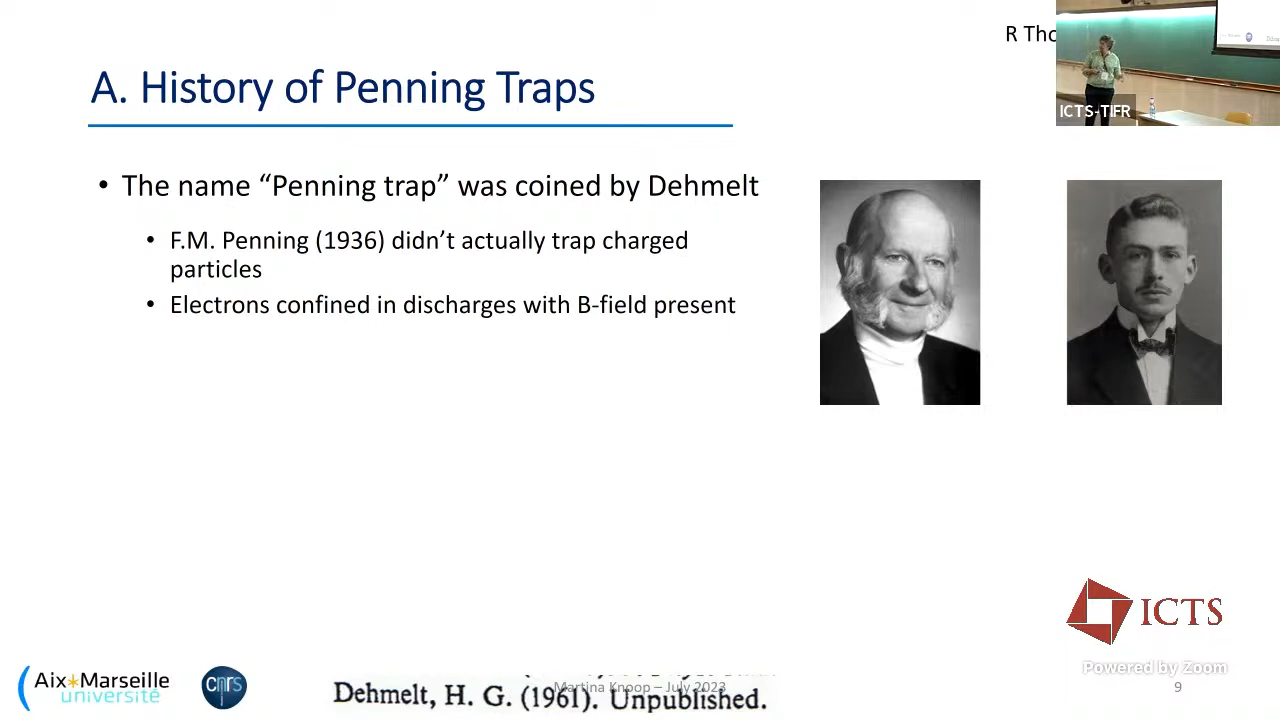 R Tho
A. History of Penning Traps
ICTS-TIFR
• The name “Penning trap” was coined by Dehmelt
• F.M. Penning (1936) didn’t actually trap charged
particles
• Electrons confined in discharges with B-field present
ICTS
Powered by Zoom
Aix*Marseille
université
cnrs
Martina Knoop – July 2023
Dehmelt, H. G. (1961). Unpublished.
9